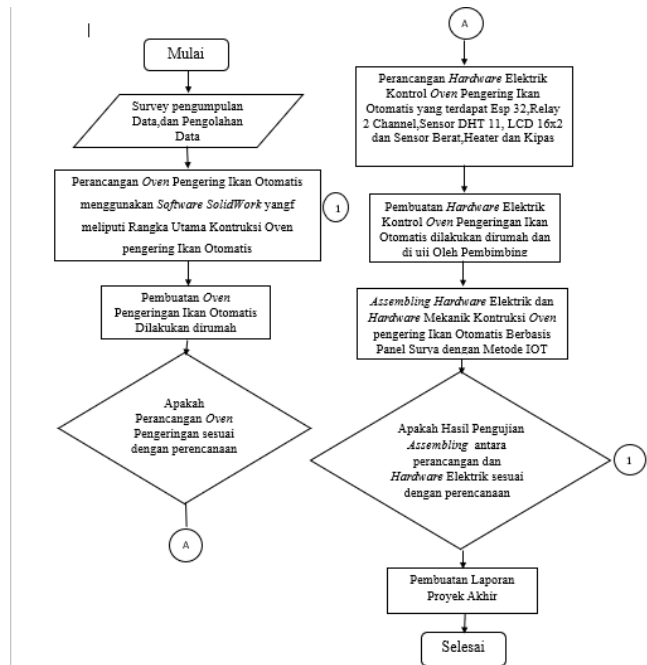 Mulai
Survey pengumpulan
Data,dan Pengolahan
Data
Perancangan Oven Pengering Ikan Otomatis
menggunakan Software SolidWork yangf
meliputi Rangka Utama Kontruksi Oven
pengering Ikan Otomatis
1
Pembuatan Oven
Pengeringan Ikan Otomatis
Dilakukan dirumah
Apakah
Perancangan Oven
Pengeringan sesuai
dengan perencanaan
A
A
Perancangan Hardware Elektrik
Kontrol Oven Pengering Ikan
Otomatis yang terdapat Esp 32,Relay
2 Channel,Sensor DHT 11, LCD 16x2
dan Sensor Berat,Heater dan Kipas
Pembuatan Hardware Elektrik
Kontrol Oven Pengeringan Ikan
Otomatis dilakukan dirumah dan
di uji Oleh Pembimbing
Assembling Hardware Elektrik dan
Hardware Mekanik Kontruksi Oven
pengering Ikan Otomatis Berbasis
Panel Surya dengan Metode IOT
Apakah Hasil Pengujian
Assembling antara
perancangan dan
Hardware Elektrik sesuai
dengan perencanaan
1
Pembuatan Laporan
Proyek Akhir
Selesai